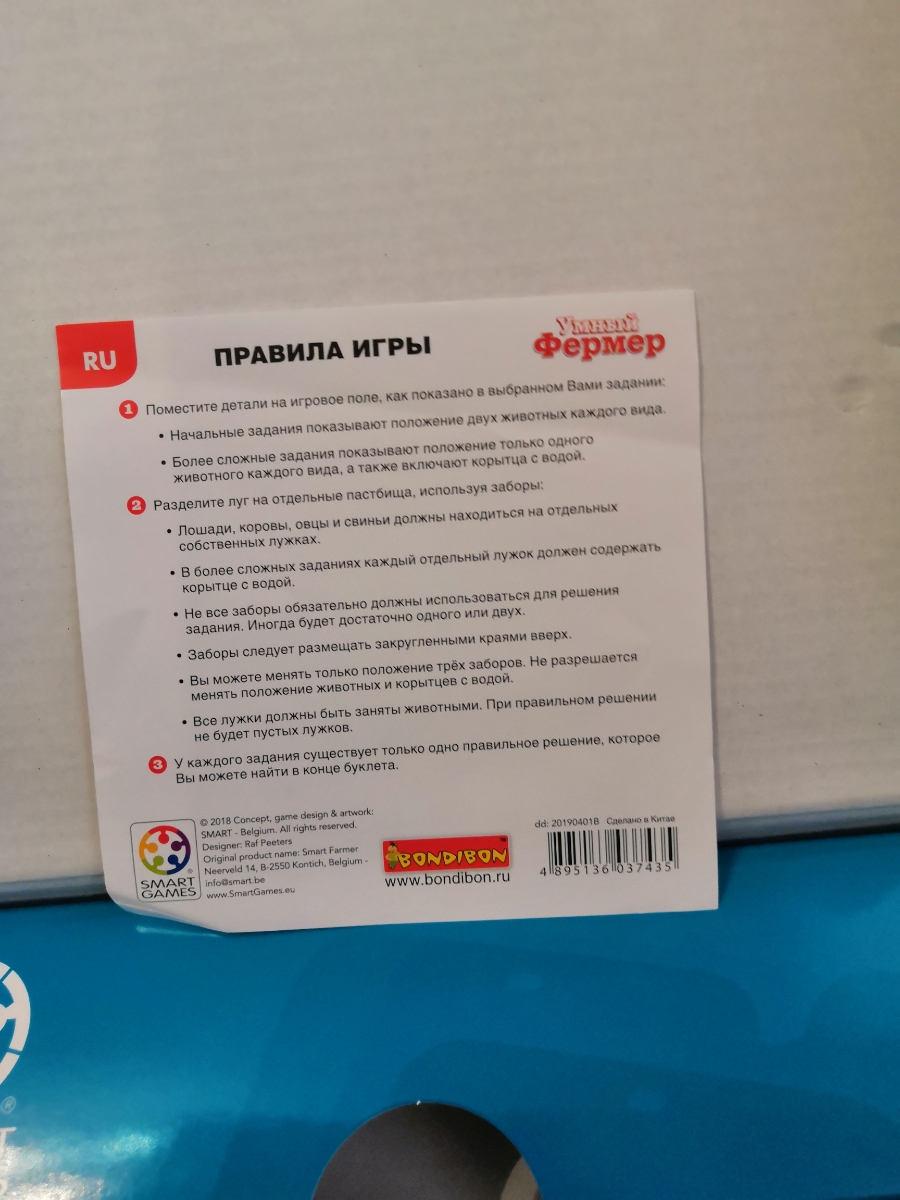 RU
ПРАВИЛА ИГРЫ
Умный
Фермер
1 Поместите детали на игровое поле, как показано в выбранном Вами задании:
• Начальные задания показывают положение двух животных каждого вида.
• Более сложные задания показывают положение только одного
животного каждого вида, а также включают корытца с водой.
2 Разделите луг на отдельные пастбища, используя заборы:
• Лошади, коровы, овцы и свиньи должны находиться на отдельных
собственных лужках.
• В более сложных заданиях каждый отдельный лужок должен содержать
корытце с водой.
• Не все заборы обязательно должны использоваться для решения
задания. Иногда будет достаточно одного или двух.
• Заборы следует размещать закругленными краями вверх.
• Вы можете менять только положение трёх заборов. Не разрешается
менять положение животных и корытцев с водой.
• Все лужки должны быть заняты животными. При правильном решении
не будет пустых лужков.
3 У каждого задания существует только одно правильное решение, которое
Вы можете найти в конце буклета.
SMART
GAMES
®
© 2018 Concept, game design & artwork:
SMART - Belgium. All rights reserved.
Designer: Raf Peeters
Original product name: Smart Farmer
Neerveld 14, B-2550 Kontich, Belgium -
info@smart.be
www.SmartGames.eu
BONDIBON
www.bondibon.ru
dd: 20190401B Сделано в Китае
4 895136 037435
®
T